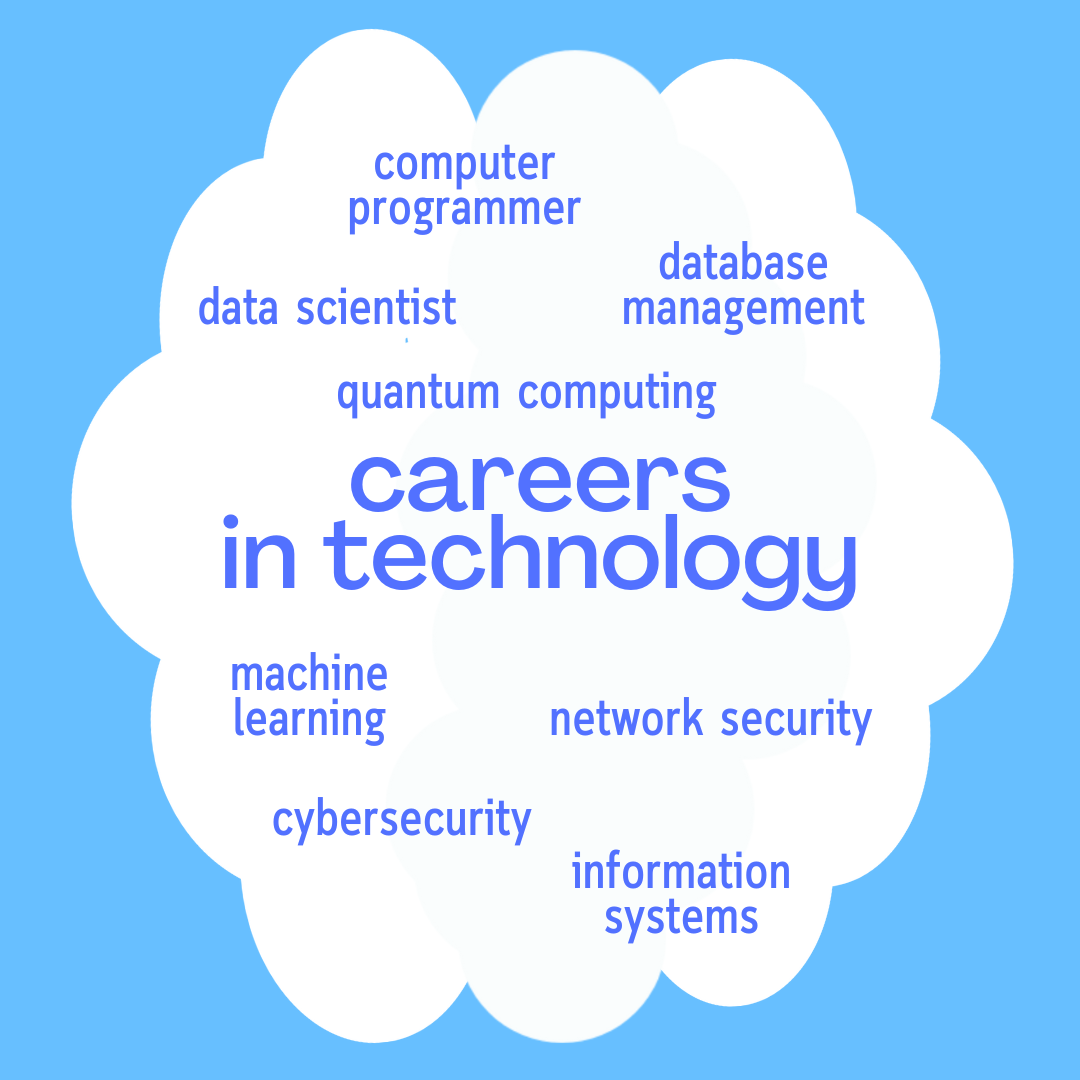 computer
programmer
database
management
data scientist
quantum computing
careers
in technology
machine
learning
network security
cybersecurity
information
systems